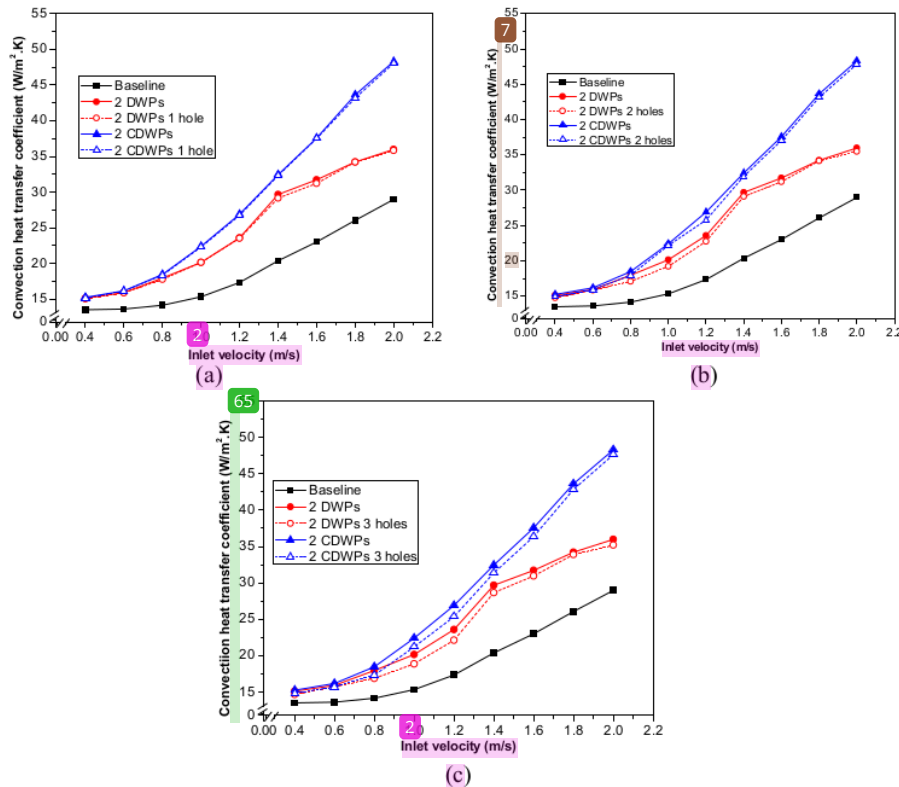 55
50
45
40
35
30
25
20
15
0
Convection heat transfer coefficient (W/m².K)
Baseline
2 DWPs
2 DWPs 1 hole
2 CDWPs
2 CDWPs 1 hole
0.00 0.4 0.6 0.8 1.0 1.2 1.4 1.6 1.8 2.0 2.2
2
Inlet velocity (m/s)
(a)
7
55
50
45
40
35
30
25
20
15
0
Convection heat transfer coefficient (W/m².K)
Baseline
2 DWPs
2 DWPs 2 holes
2 CDWPs
2 CDWPs 2 holes
0.00 0.4 0.6 0.8 1.0 1.2 1.4 1.6 1.8 2.0 2.2
Inlet velocity (m/s)
(b)
65
55
50
45
40
35
30
25
20
15
0
Convectiion heat transfer coefficient (W/m².K)
Baseline
2 DWPs
2 DWPs 3 holes
2 CDWPs
2 CDWPs 3 holes
0.00 0.4 0.6 0.8 1.0 1.2 1.4 1.6 1.8 2.0 2.2
2
Inlet velocity (m/s)
(c)